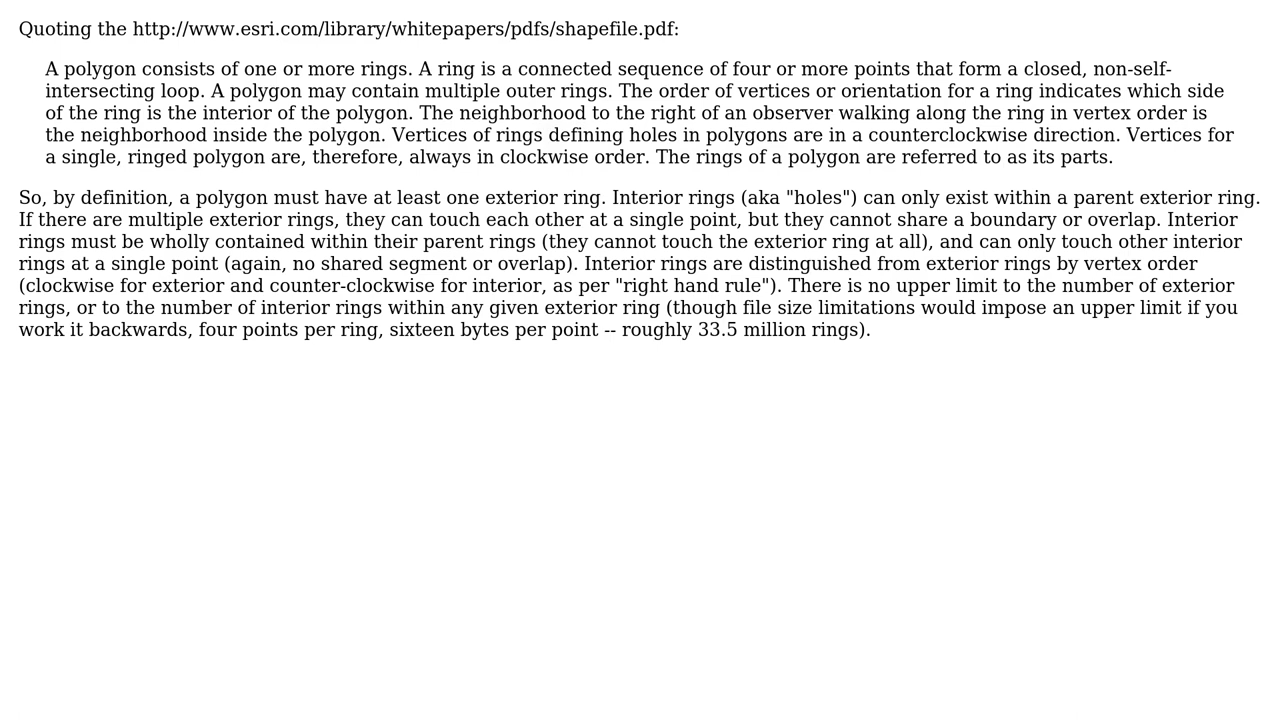 Quoting the http://www.esri.com/library/whitepapers/pdfs/shapefile.pdf:
A polygon consists of one or more rings. A ring is a connected sequence of four or more points that form a closed, non-self-
intersecting loop. A polygon may contain multiple outer rings. The order of vertices or orientation for a ring indicates which side
of the ring is the interior of the polygon. The neighborhood to the right of an observer walking along the ring in vertex order is
the neighborhood inside the polygon. Vertices of rings defining holes in polygons are in a counterclockwise direction. Vertices for
a single, ringed polygon are, therefore, always in clockwise order. The rings of a polygon are referred to as its parts.
So, by definition, a polygon must have at least one exterior ring. Interior rings (aka "holes") can only exist within a parent exterior ring.
If there are multiple exterior rings, they can touch each other at a single point, but they cannot share a boundary or overlap. Interior
rings must be wholly contained within their parent rings (they cannot touch the exterior ring at all), and can only touch other interior
rings at a single point (again, no shared segment or overlap). Interior rings are distinguished from exterior rings by vertex order
(clockwise for exterior and counter-clockwise for interior, as per "right hand rule"). There is no upper limit to the number of exterior
rings, or to the number of interior rings within any given exterior ring (though file size limitations would impose an upper limit if you
work it backwards, four points per ring, sixteen bytes per point -- roughly 33.5 million rings).